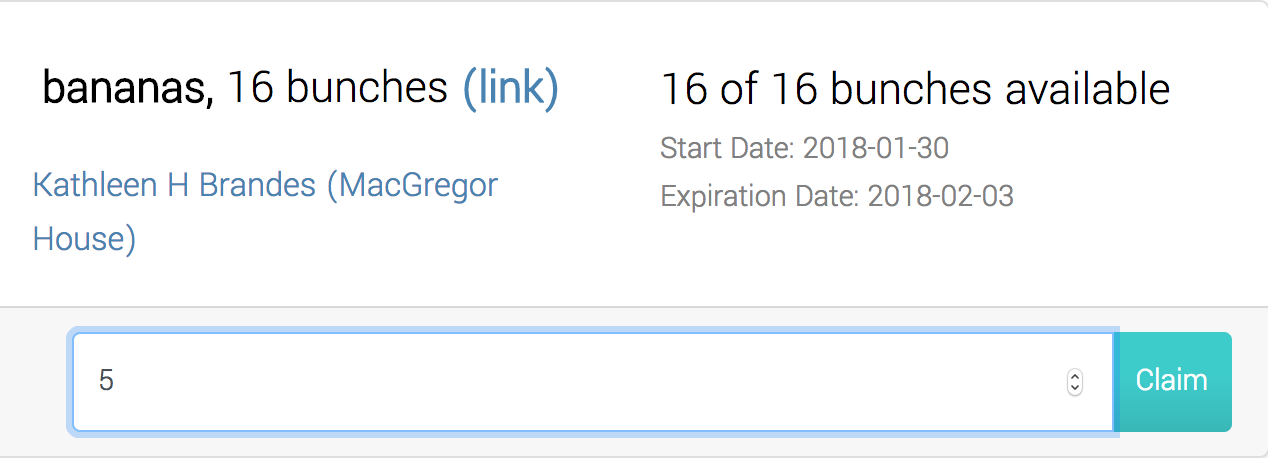 bananas, 16 bunches (link)
Kathleen H Brandes (MacGregor
House)
16 of 16 bunches available
Start Date: 2018-01-30
Expiration Date: 2018-02-03
5
Claim